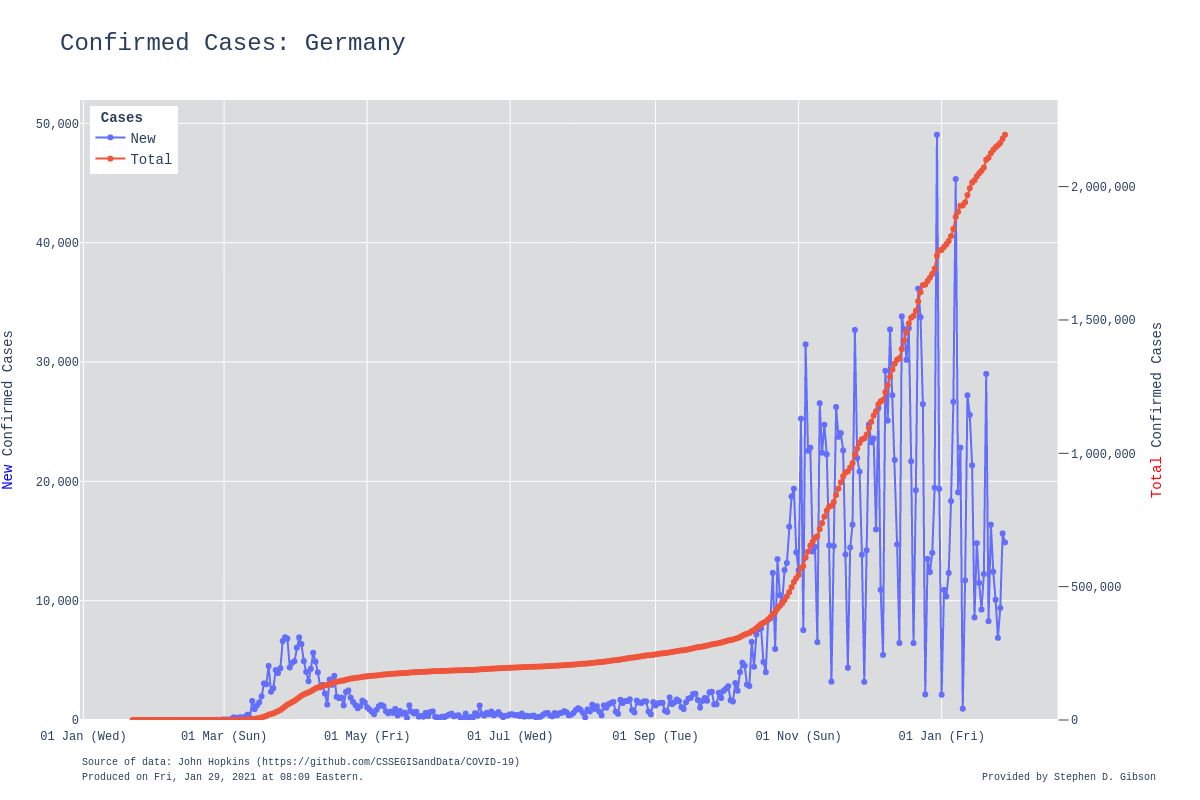 Confirmed Cases: Germany
Cases
New
Total
50,000
40,000
30,000
20,000
10,000
0
2,000,000
1,500,000
1,000,000
500,000
0
New Confirmed Cases
Total Confirmed Cases
01 Jan (Wed)
01 Mar (Sun)
01 May (Fri)
01 Jul (Wed)
01 Sep (Tue)
01 Nov (Sun)
01 Jan (Fri)
Source of data: John Hopkins (https://github.com/CSSEGISandData/COVID-19)
Produced on Fri, Jan 29, 2021 at 08:09 Eastern.
Provided by Stephen D. Gibson